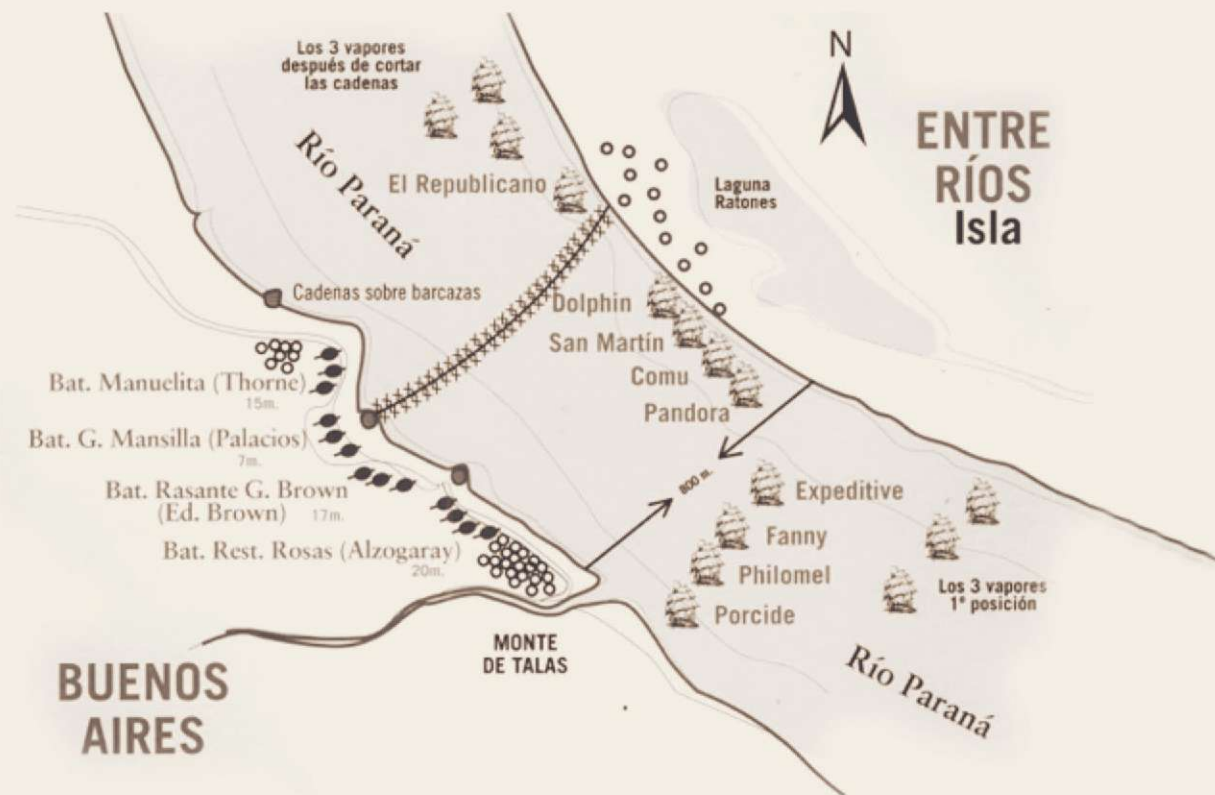 Los 3 vapores
después de cortar
las cadenas
N
ENTRE
RÍOS
Isla
Río Paraná
El Republicano
Laguna
Ratones
Cadenas sobre barcazas
Dolphin
San Martín
Comu
Pandora
Bat. Manuelita (Thorne)
15m.
Bat. G. Mansilla (Palacios)
7m.
Bat. Rasante G. Brown
(Ed. Brown) 17m.
Bat. Rest. Rosas (Alzogaray)
20m.
800 m.
Expeditive
Fanny
Philomel
Porcide
Los 3 vapores
1º posición
MONTE
DE TALAS
Río Paraná
BUENOS
AIRES